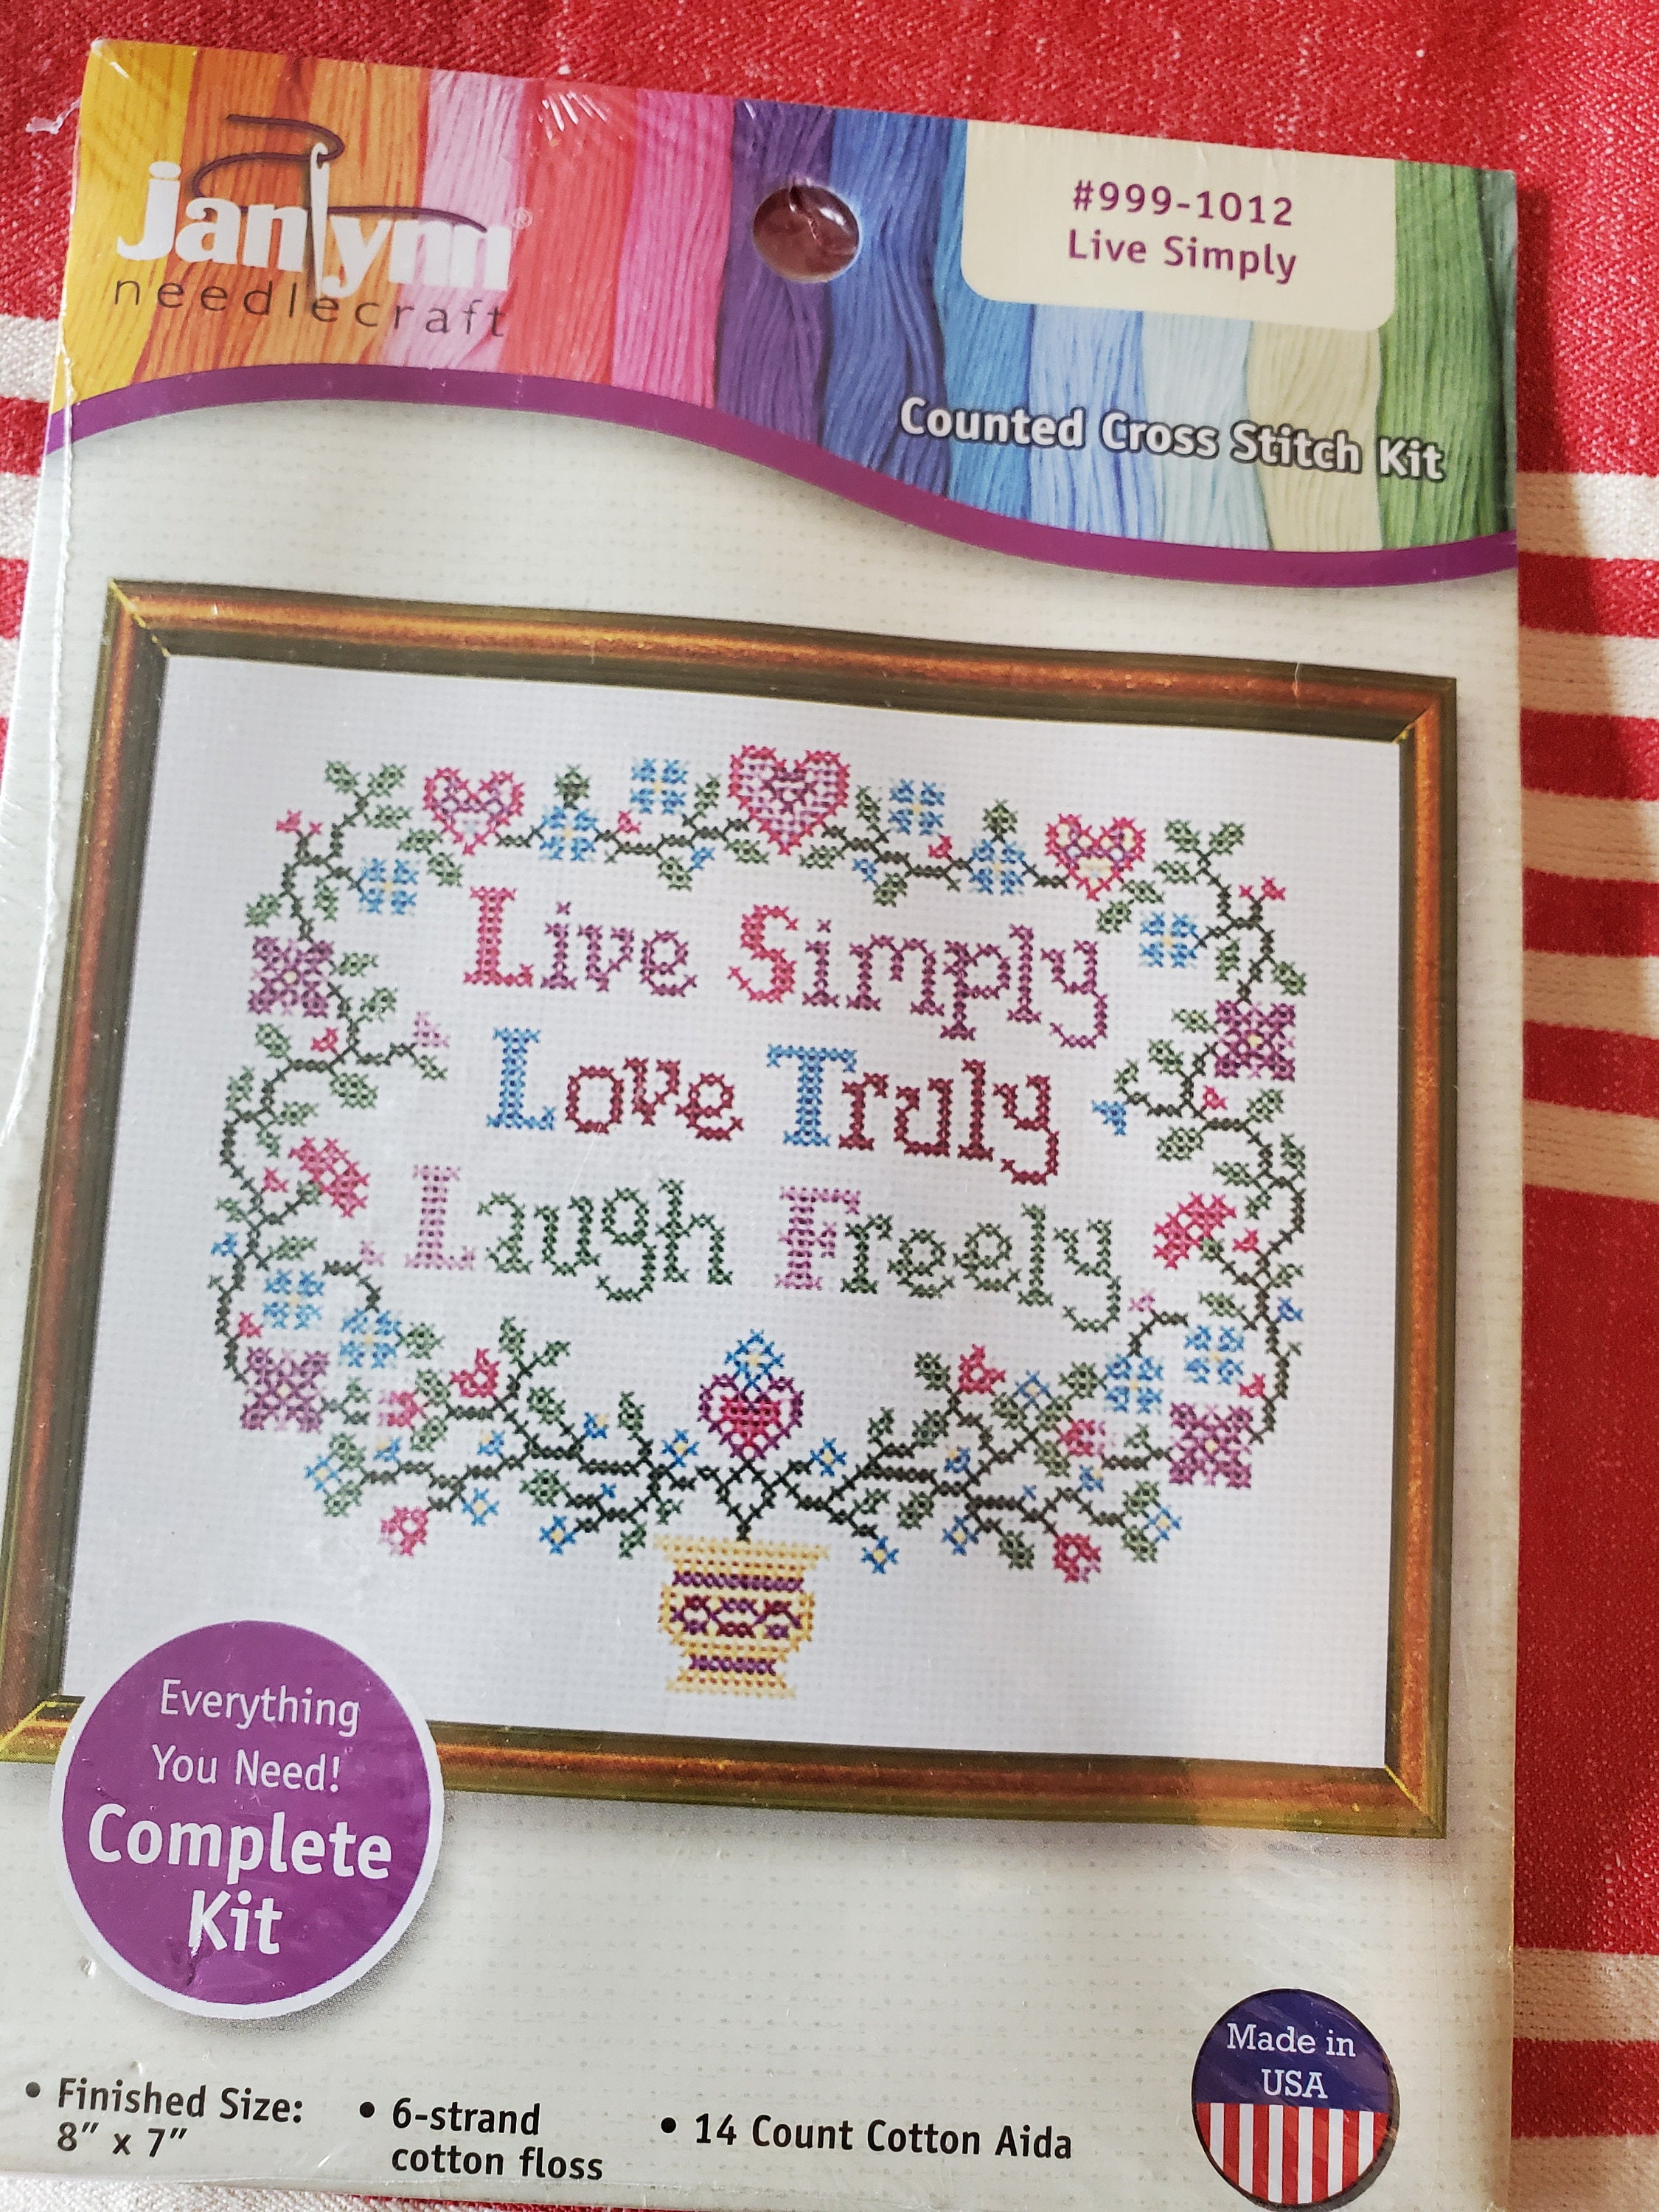 janlynn®
needlecraft
#999-1012
Live Simply
Counted Cross Stitch Kit
Live Simply
Love Truly
Laugh Freely
Everything
You Need!
Complete
Kit
• Finished Size:
8" x 7"
• 6-strand
cotton floss
• 14 Count Cotton Aida
Made in
USA